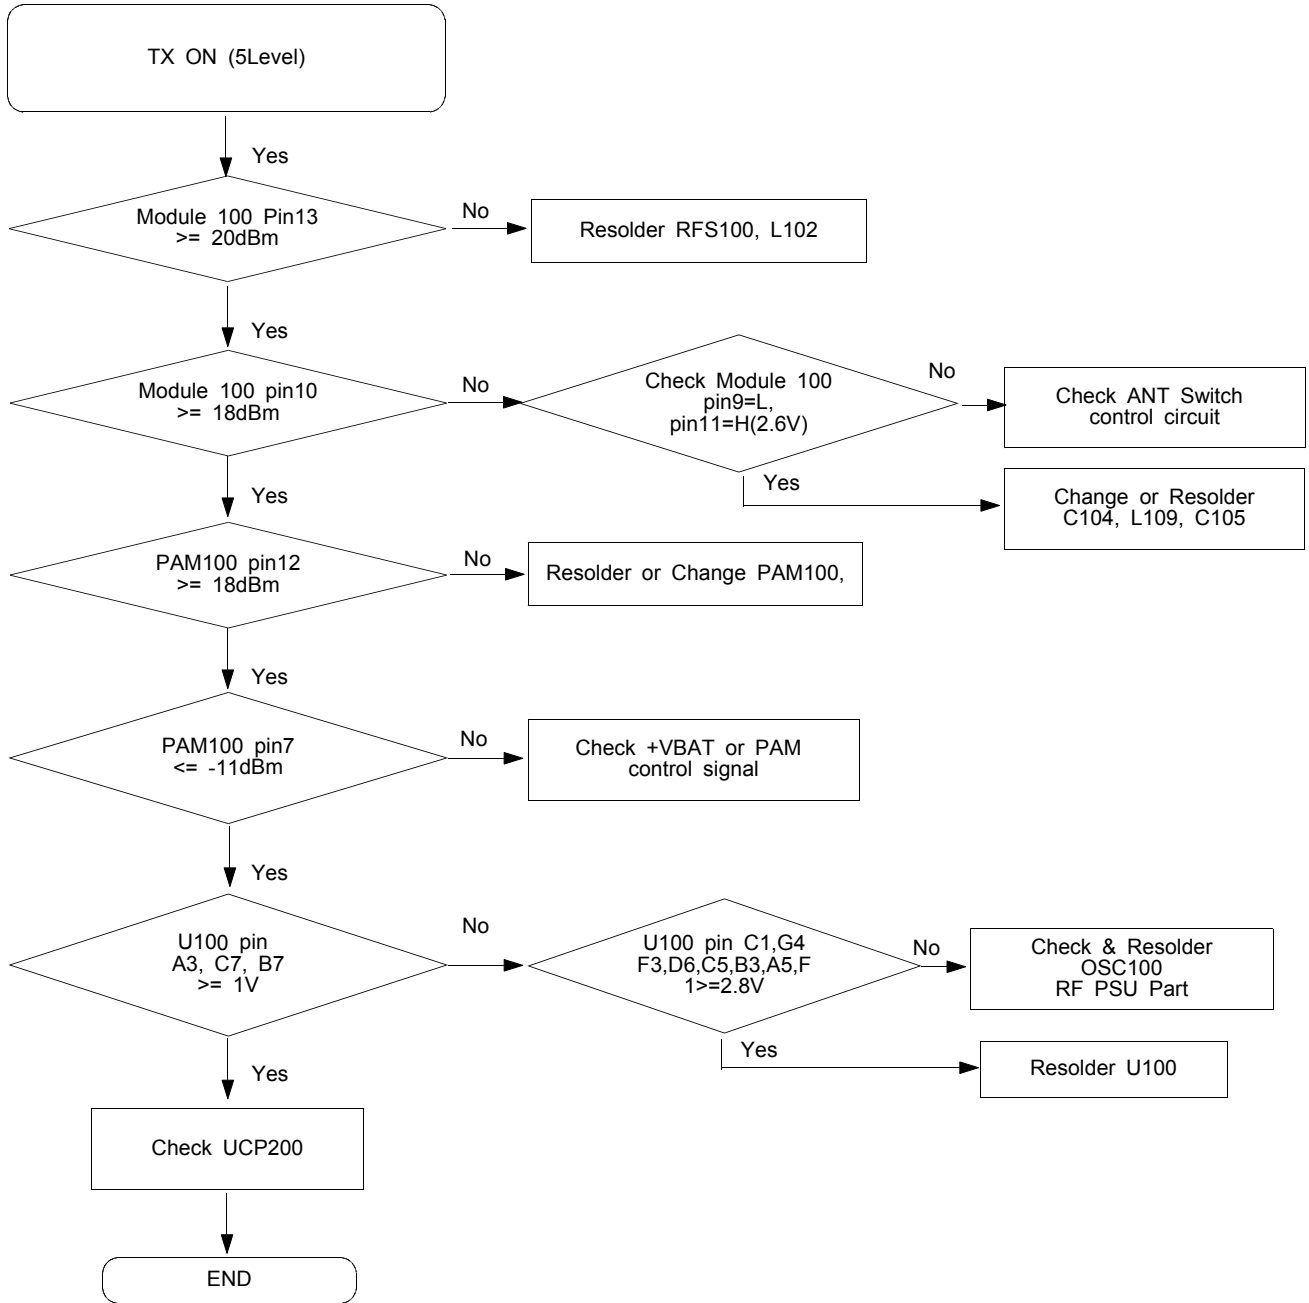 TX ON (5Level)
Yes
Module 100 Pin13
>= 20dBm
No
Resolder RFS100, L102
Yes
Module 100 pin10
>= 18dBm
No
Check Module 100
pin9=L,
pin11=H(2.6V)
No
Check ANT Switch
control circuit
Yes
Change or Resolder
C104, L109, C105
Yes
PAM100 pin12
>= 18dBm
No
Resolder or Change PAM100,
Yes
PAM100 pin7
<= -11dBm
No
Check +VBAT or PAM
control signal
Yes
U100 pin
A3, C7, B7
>= 1V
No
U100 pin C1,G4
F3,D6,C5,B3,A5,F
1>=2.8V
No
Check & Resolder
OSC100
RF PSU Part
Yes
Resolder U100
Yes
Check UCP200
END